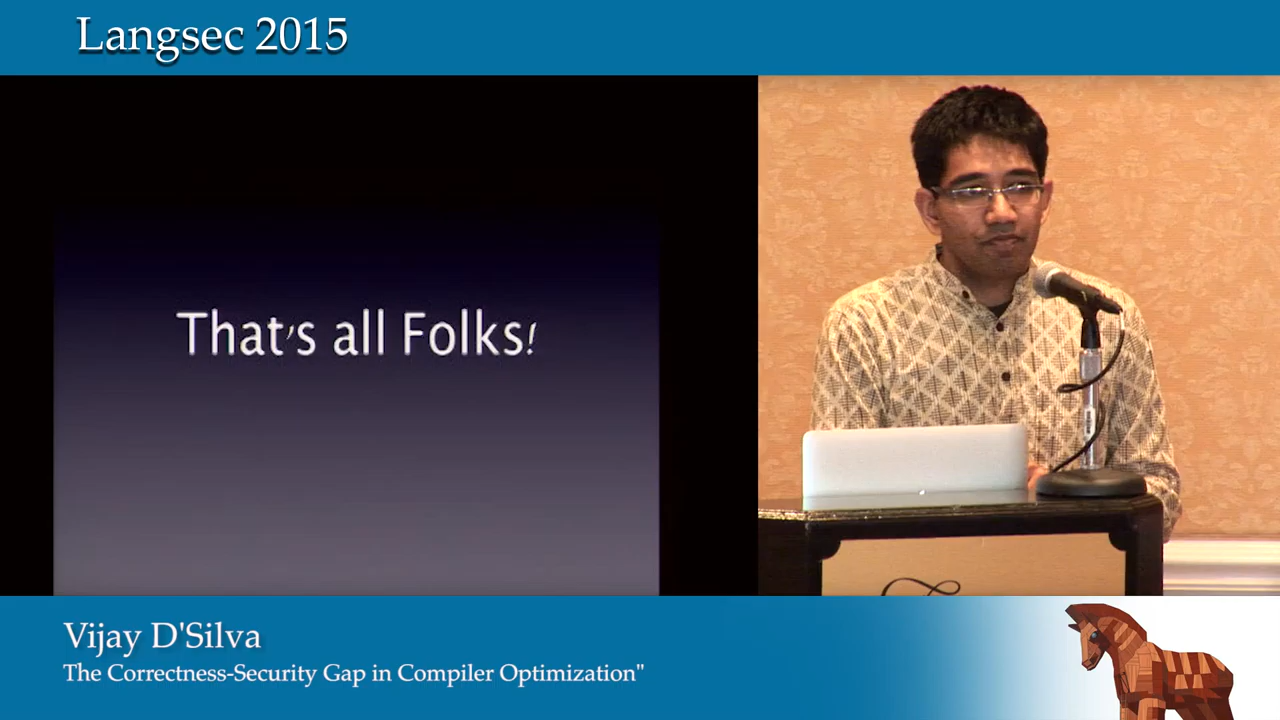 Langsec 2015
That's all Folks!
Vijay D'Silva
The Correctness-Security Gap in Compiler Optimization"